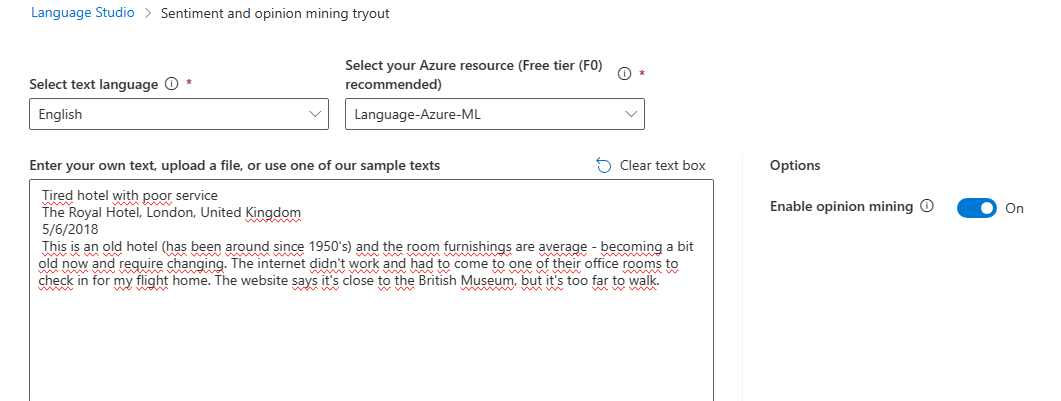 Language Studio > Sentiment and opinion mining tryout
Select your Azure resource (Free tier (F0)
Select text language * recommended) *
English Language-Azure-ML
Enter your own text, upload a file, or use one of our sample texts Clear text box Options
Tired hotel with poor service
Enable opinion mining On
The Royal Hotel, London, United Kingdom
5/6/2018
This is an old hotel (has been around since 1950's) and the room furnishings are average - becoming a bit
old now and require changing. The internet didn't work and had to come to one of their office rooms to
check in for my flight home. The website says it's close to the British Museum, but it's too far to walk.